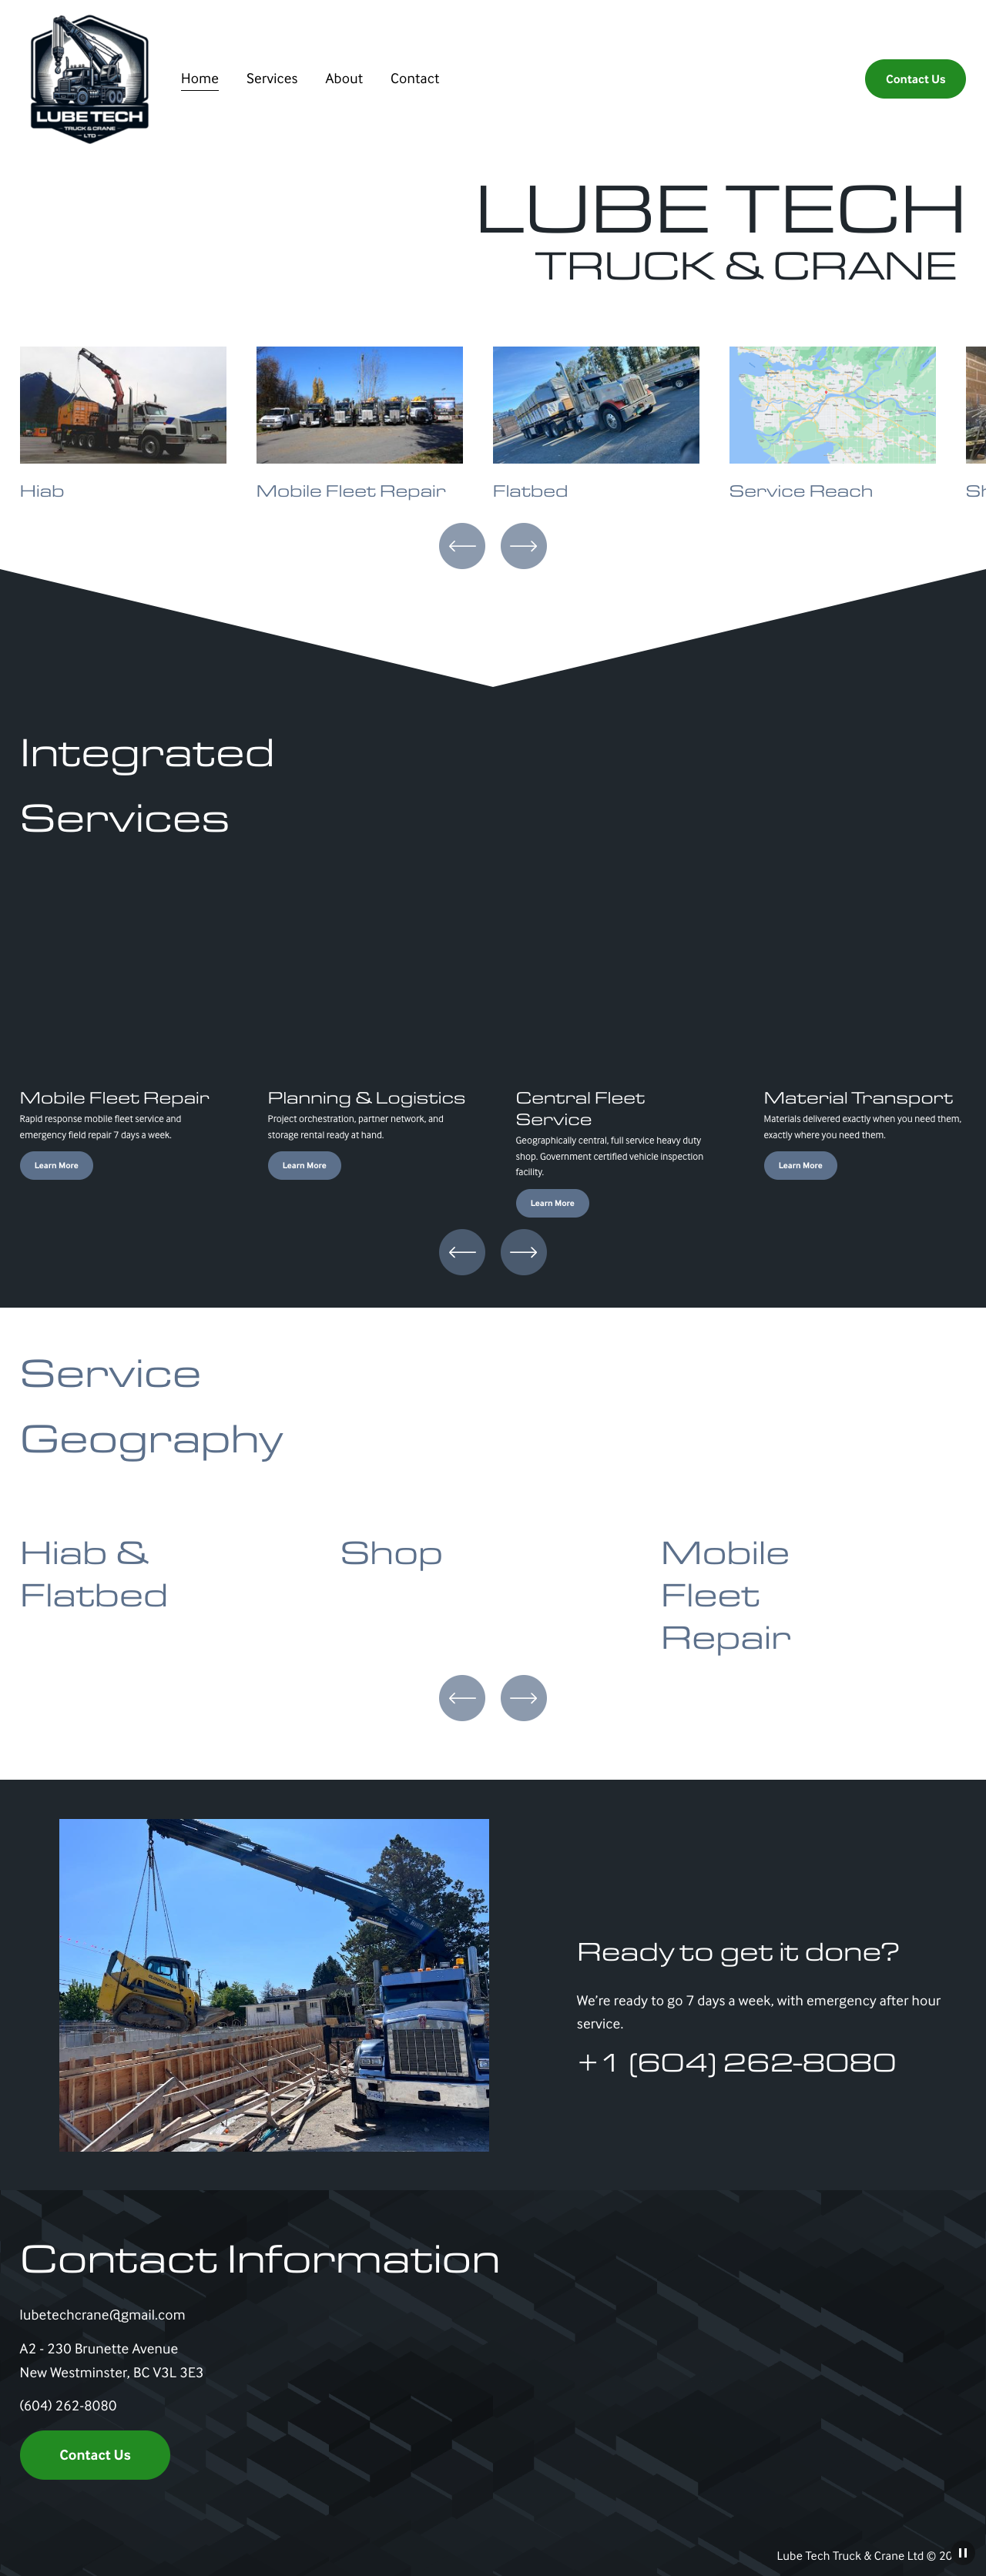 LUBE TECH
TRUCK & CRANE
LTD
Home
Services
About
Contact
Contact Us
LUBE TECH
TRUCK & CRANE
Hiab
Mobile Fleet Repair
Flatbed
Service Reach
Integrated
Services
Mobile Fleet Repair
Rapid response mobile fleet service and
emergency field repair 7 days a week.
Learn More
Planning & Logistics
Project orchestration, partner network, and
storage rental ready at hand.
Learn More
Central Fleet
Service
Geographically central, full service heavy duty
shop. Government certified vehicle inspection
facility.
Learn More
Material Transport
Materials delivered exactly when you need them,
exactly where you need them.
Learn More
Service
Geography
Hiab &
Flatbed
Shop
Mobile
Fleet
Repair
Ready to get it done?
We’re ready to go 7 days a week, with emergency after hour
service.
+1 (604) 262-8080
Contact Information
lubetechcrane@gmail.com
A2 - 230 Brunette Avenue
New Westminster, BC V3L 3E3
(604) 262-8080
Contact Us
Lube Tech Truck & Crane Ltd © 20